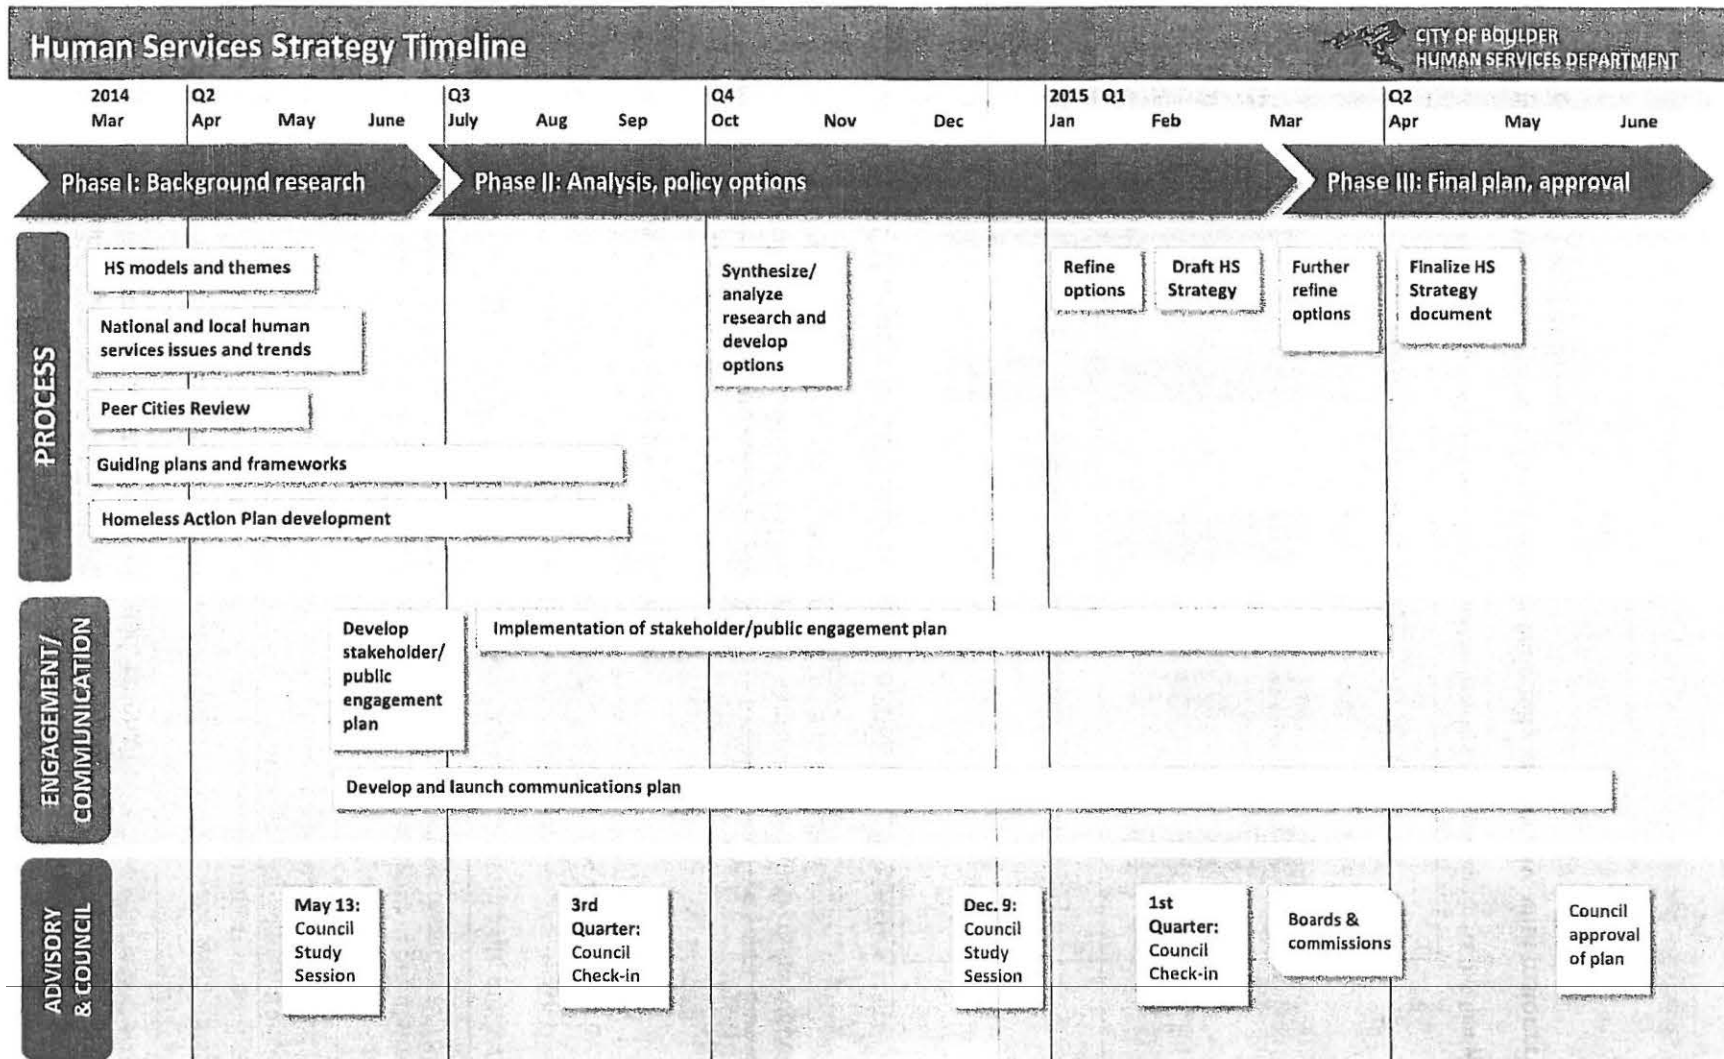 Human Services Strategy Timeline
CITY OF BOULDER
HUMAN SERVICES DEPARTMENT
2014 Q2 Q3 Q4 2015 Q1 Q2
Mar Apr May June July Aug Sep Oct Nov Dec Jan Feb Mar Apr May June
Phase I: Background research
Phase II: Analysis, policy options
Phase III: Final plan, approval
PROCESS
HS models and themes
National and local human
services issues and trends
Peer Cities Review
Guiding plans and frameworks
Homeless Action Plan development
Synthesize/
analyze
research and
develop
options
Refine
options
Draft HS
Strategy
Further
refine
options
Finalize HS
Strategy
document
ENGAGEMENT/
COMMUNICATION
Develop
stakeholder/
public
engagement
plan
Implementation of stakeholder/public engagement plan
Develop and launch communications plan
ADVISORY
& COUNCIL
May 13:
Council
Study
Session
3rd
Quarter:
Council
Check-in
Dec. 9:
Council
Study
Session
1st
Quarter:
Council
Check-in
Boards &
commissions
Council
approval
of plan